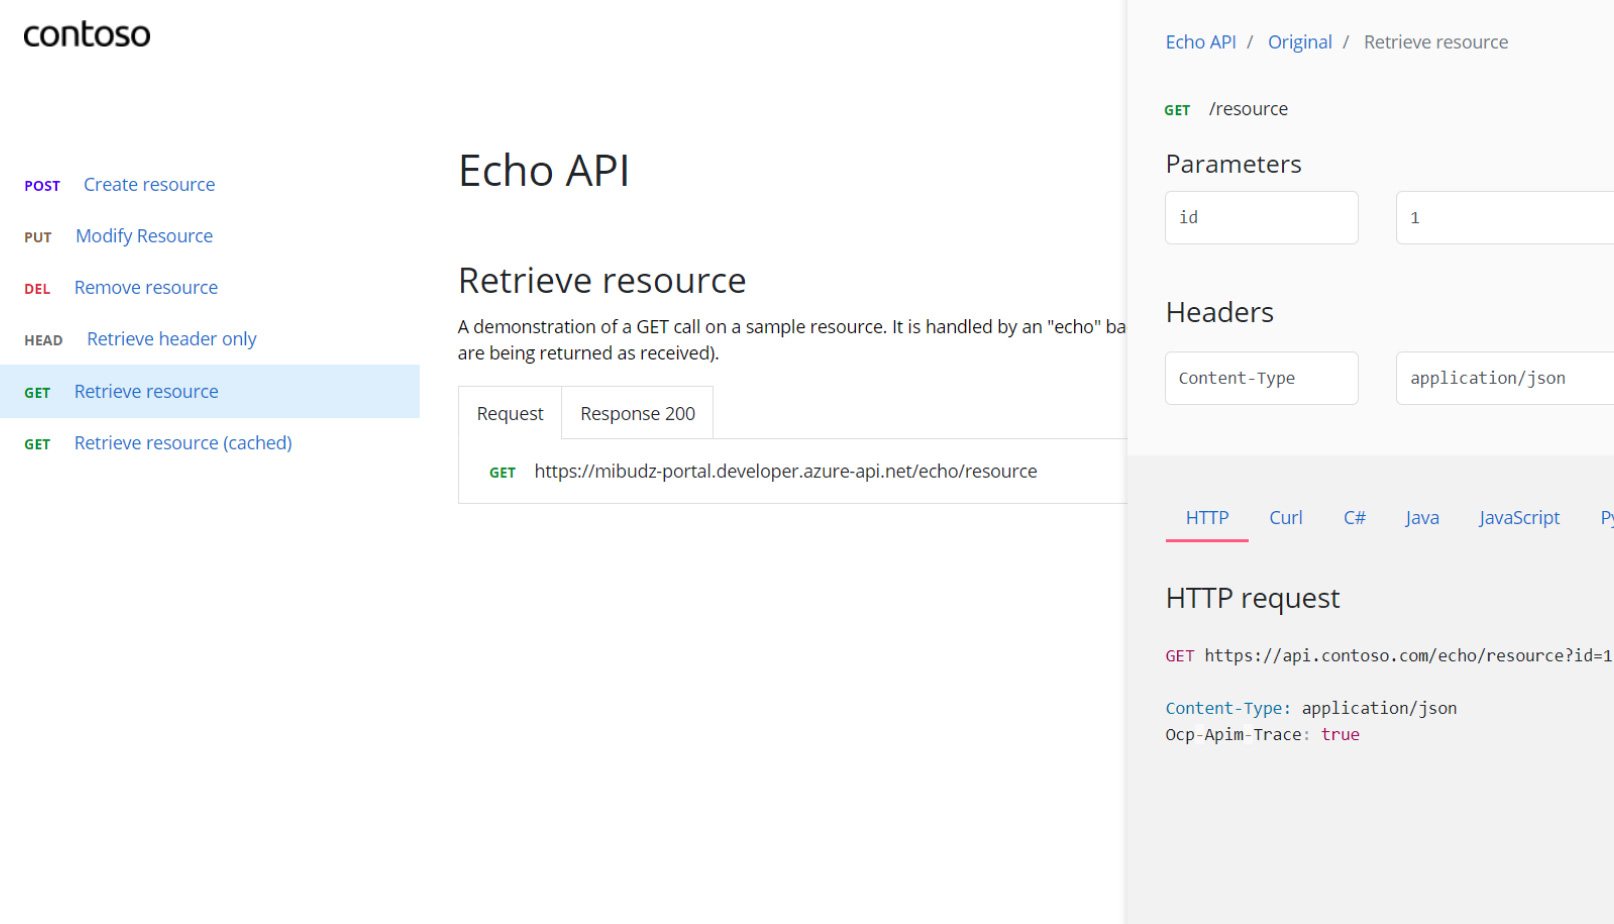 contoso
POST Create resource
PUT Modify Resource
DEL Remove resource
HEAD Retrieve header only
GET Retrieve resource
GET Retrieve resource (cached)
Echo API
Retrieve resource
A demonstration of a GET call on a sample resource. It is handled by an "echo" ba
are being returned as received).
Request Response 200
GET https://mibudz-portal.developer.azure-api.net/echo/resource
Echo API / Original / Retrieve resource
GET /resource
Parameters
id 1
Headers
Content-Type application/json
HTTP Curl C# Java JavaScript Py
HTTP request
GET https://api.contoso.com/echo/resource?id=1
Content-Type: application/json
Ocp-Apim-Trace: true